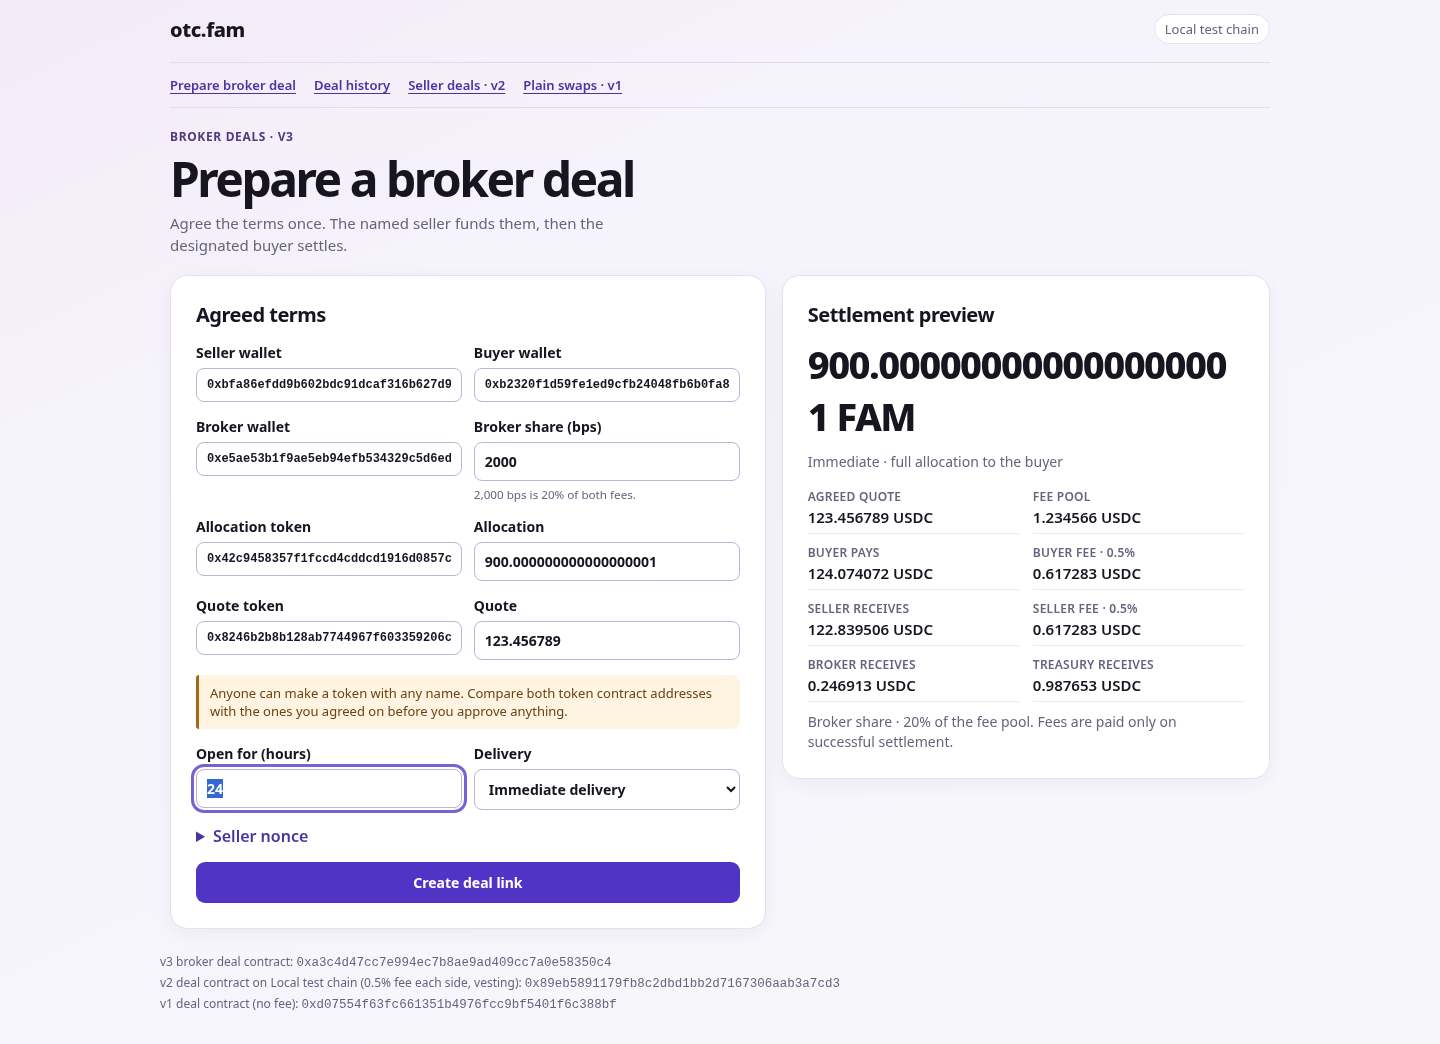 otc.fam
Local test chain
Prepare broker deal
Deal history
Seller deals · v2
Plain swaps · v1
BROKER DEALS · V3
Prepare a broker deal
Agree the terms once. The named seller funds them, then the
designated buyer settles.
Agreed terms
Seller wallet
0xbfa86efdd9b602bdc91dcaf316b627d9
Buyer wallet
0xb2320f1d59fe1ed9cfb24048fb6b0fa8
Broker wallet
0xe5ae53b1f9ae5eb94efb534329c5d6ed
Broker share (bps)
2000
2,000 bps is 20% of both fees.
Allocation token
0x42c9458357f1fccd4cddcd1916d0857c
Allocation
900.000000000000000001
Quote token
0x8246b2b8b128ab7744967f603359206c
Quote
123.456789
Anyone can make a token with any name. Compare both token contract addresses
with the ones you agreed on before you approve anything.
Open for (hours)
24
Delivery
Immediate delivery
Seller nonce
Create deal link
Settlement preview
900.00000000000000000
1 FAM
Immediate · full allocation to the buyer
AGREED QUOTE
123.456789 USDC
FEE POOL
1.234566 USDC
BUYER PAYS
124.074072 USDC
BUYER FEE · 0.5%
0.617283 USDC
SELLER RECEIVES
122.839506 USDC
SELLER FEE · 0.5%
0.617283 USDC
BROKER RECEIVES
0.246913 USDC
TREASURY RECEIVES
0.987653 USDC
Broker share · 20% of the fee pool. Fees are paid only on
successful settlement.
v3 broker deal contract: 0xa3c4d47cc7e994ec7b8ae9ad409cc7a0e58350c4
v2 deal contract on Local test chain (0.5% fee each side, vesting): 0x89eb5891179fb8c2dbd1bb2d7167306aab3a7cd3
v1 deal contract (no fee): 0xd07554f63fc661351b4976fcc9bf5401f6c388bf